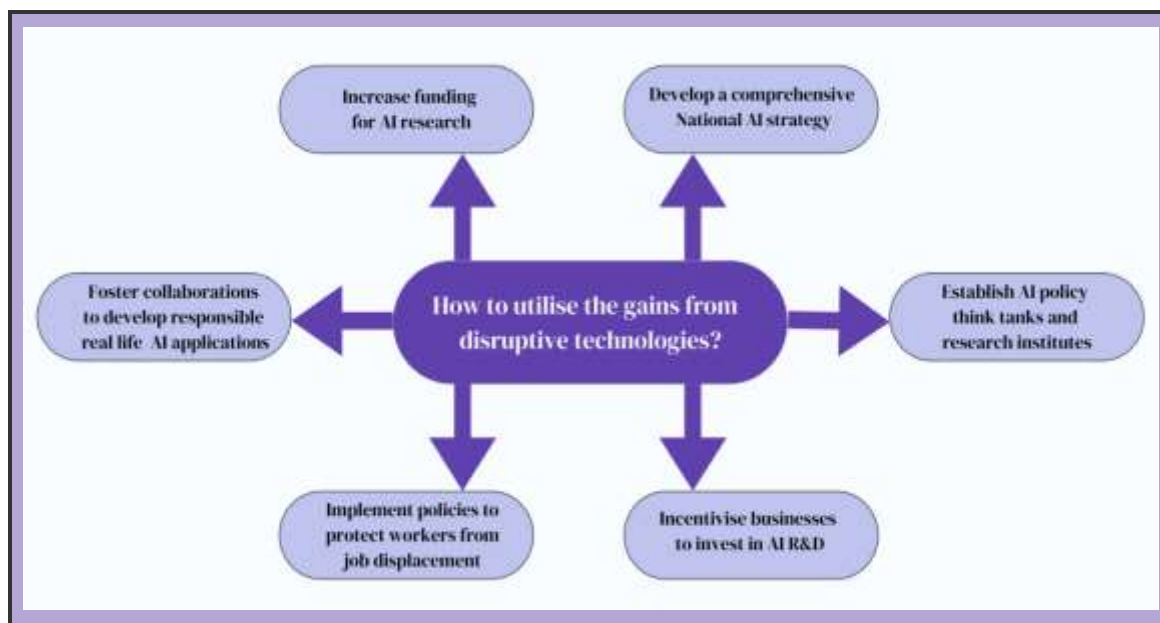 Increase funding
for AI research
Develop a comprehensive
National AI strategy
Foster collaborations
to develop responsible
real life AI applications
How to utilise the gains from
disruptive technologies?
Establish AI policy
think tanks and
research institutes
Implement policies to
protect workers from
job displacement
Incentivise businesses
to invest in AI R&D